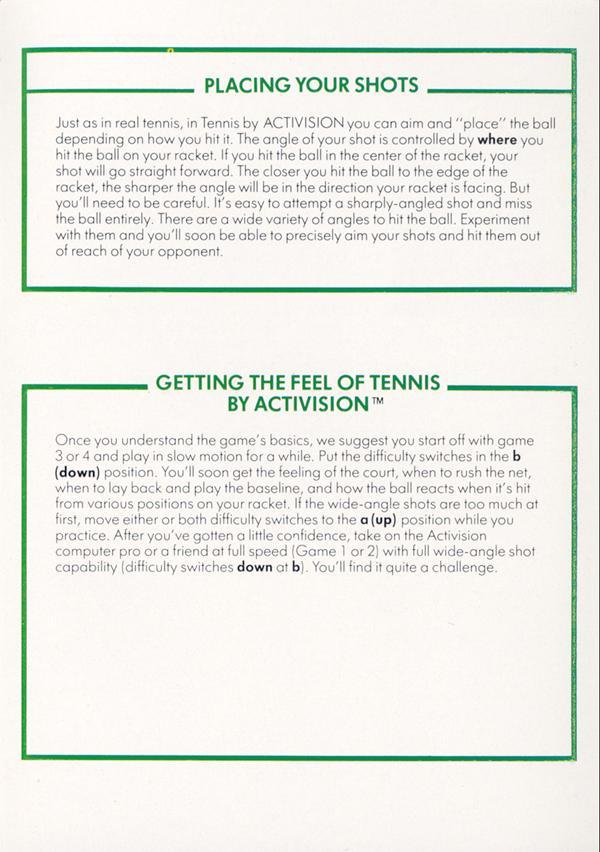 PLACING YOUR SHOTS
Just as in real tennis, in Tennis by ACTIVISION you can aim and "place" the ball
depending on how you hit it. The angle of your shot is controlled by where you
hit the ball on your racket. If you hit the ball in the center of the racket, your
shot will go straight forward. The closer you hit the ball to the edge of the
racket, the sharper the angle will be in the direction your racket is facing. But
you'll need to be careful. It's easy to attempt a sharply-angled shot and miss
the ball entirely. There are a wide variety of angles to hit the ball. Experiment
with them and you'll soon be able to precisely aim your shots and hit them out
of reach of your opponent.
GETTING THE FEEL OF TENNIS
BY ACTIVISION™
Once you understand the game's basics, we suggest you start off with game
3 or 4 and play in slow motion for a while. Put the difficulty switches in the b
(down) position. You'll soon get the feeling of the court, when to rush the net,
when to lay back and play the baseline, and how the ball reacts when it's hit
from various positions on your racket. If the wide-angle shots are too much at
first, move either or both difficulty switches to the a (up) position while you
practice. After you've gotten a little confidence, take on the Activision
computer pro or a friend at full speed (Game 1 or 2) with full wide-angle shot
capability (difficulty switches down at b). You'll find it quite a challenge.